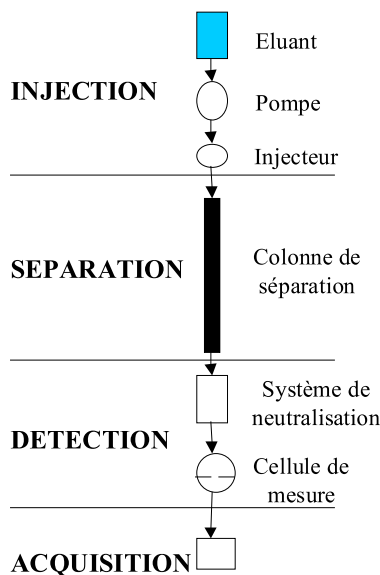 Eluant
INJECTION
Pompe
Injecteur
SEPARATION
Colonne de
séparation
Système de
neutralisation
DETECTION
Cellule de
mesure
ACQUISITION